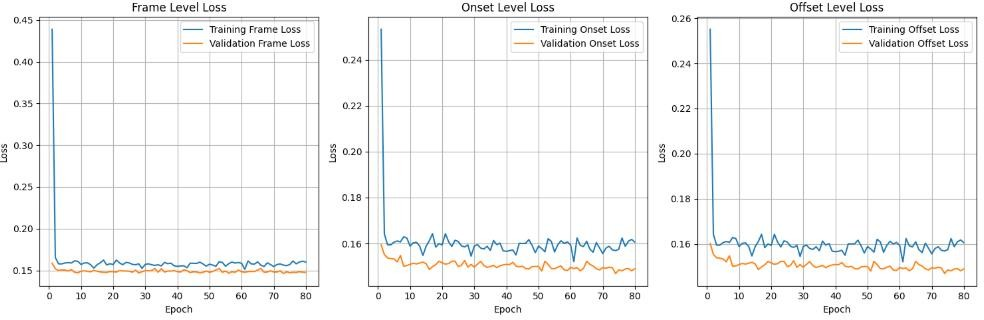 Frame Level Loss
0.45
0.40
0.35
0.30
0.25
0.20
0.15
Loss
Training Frame Loss
Validation Frame Loss
0 10 20 30 40 50 60 70 80
Epoch
Onset Level Loss
0.24
0.22
0.20
0.18
0.16
Loss
Training Onset Loss
Validation Onset Loss
0 10 20 30 40 50 60 70 80
Epoch
Offset Level Loss
0.26
0.24
0.22
0.20
0.18
0.16
Loss
Training Offset Loss
Validation Offset Loss
0 10 20 30 40 50 60 70 80
Epoch